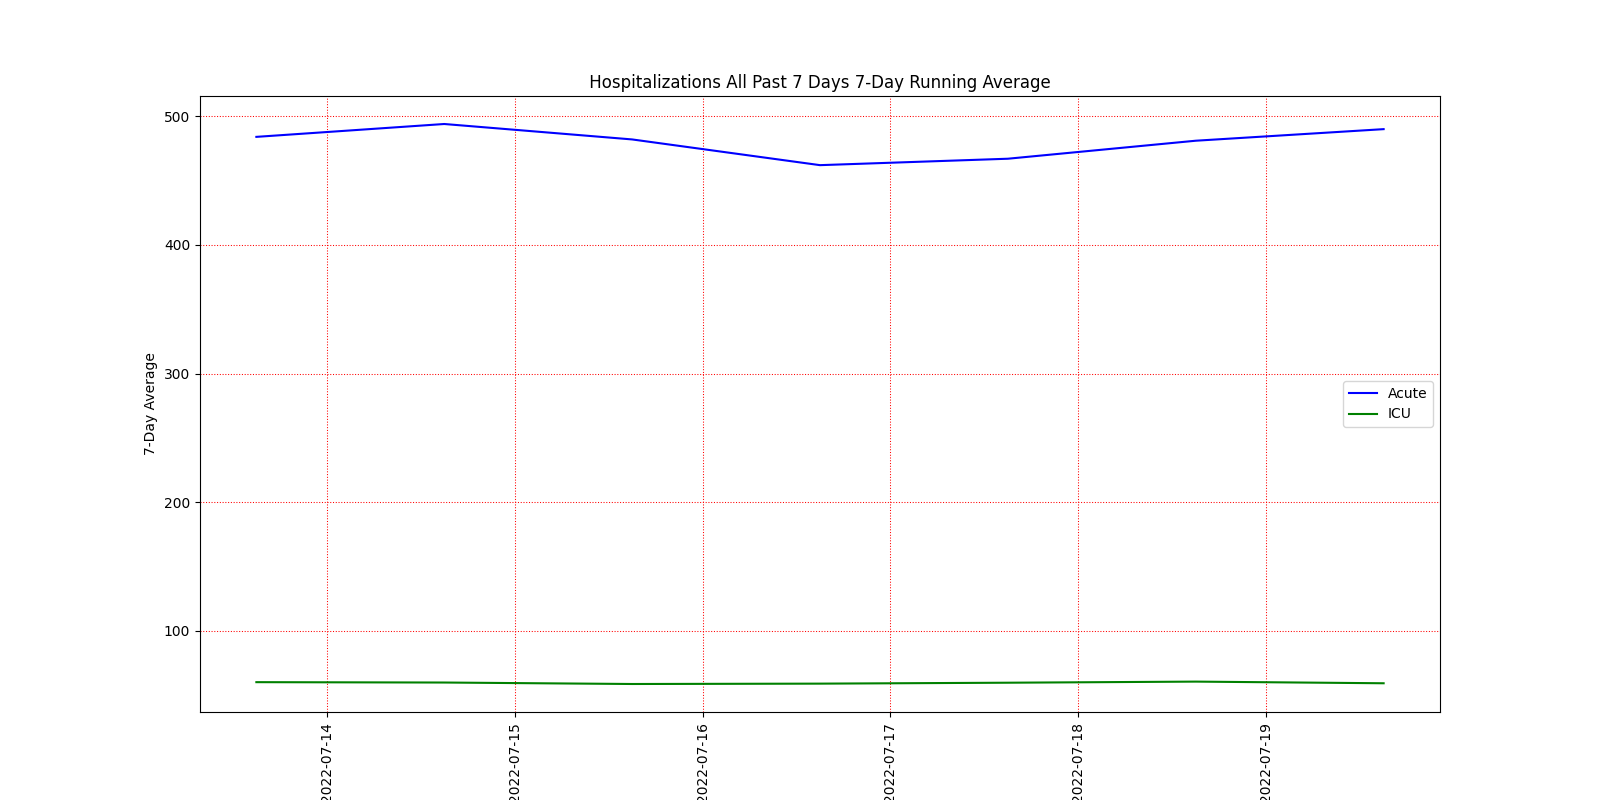 Hospitalizations All Past 7 Days 7-Day Running Average
500
400
300
200
100
7-Day Average
Acute
ICU
2022-07-14
2022-07-15
2022-07-16
2022-07-17
2022-07-18
2022-07-19